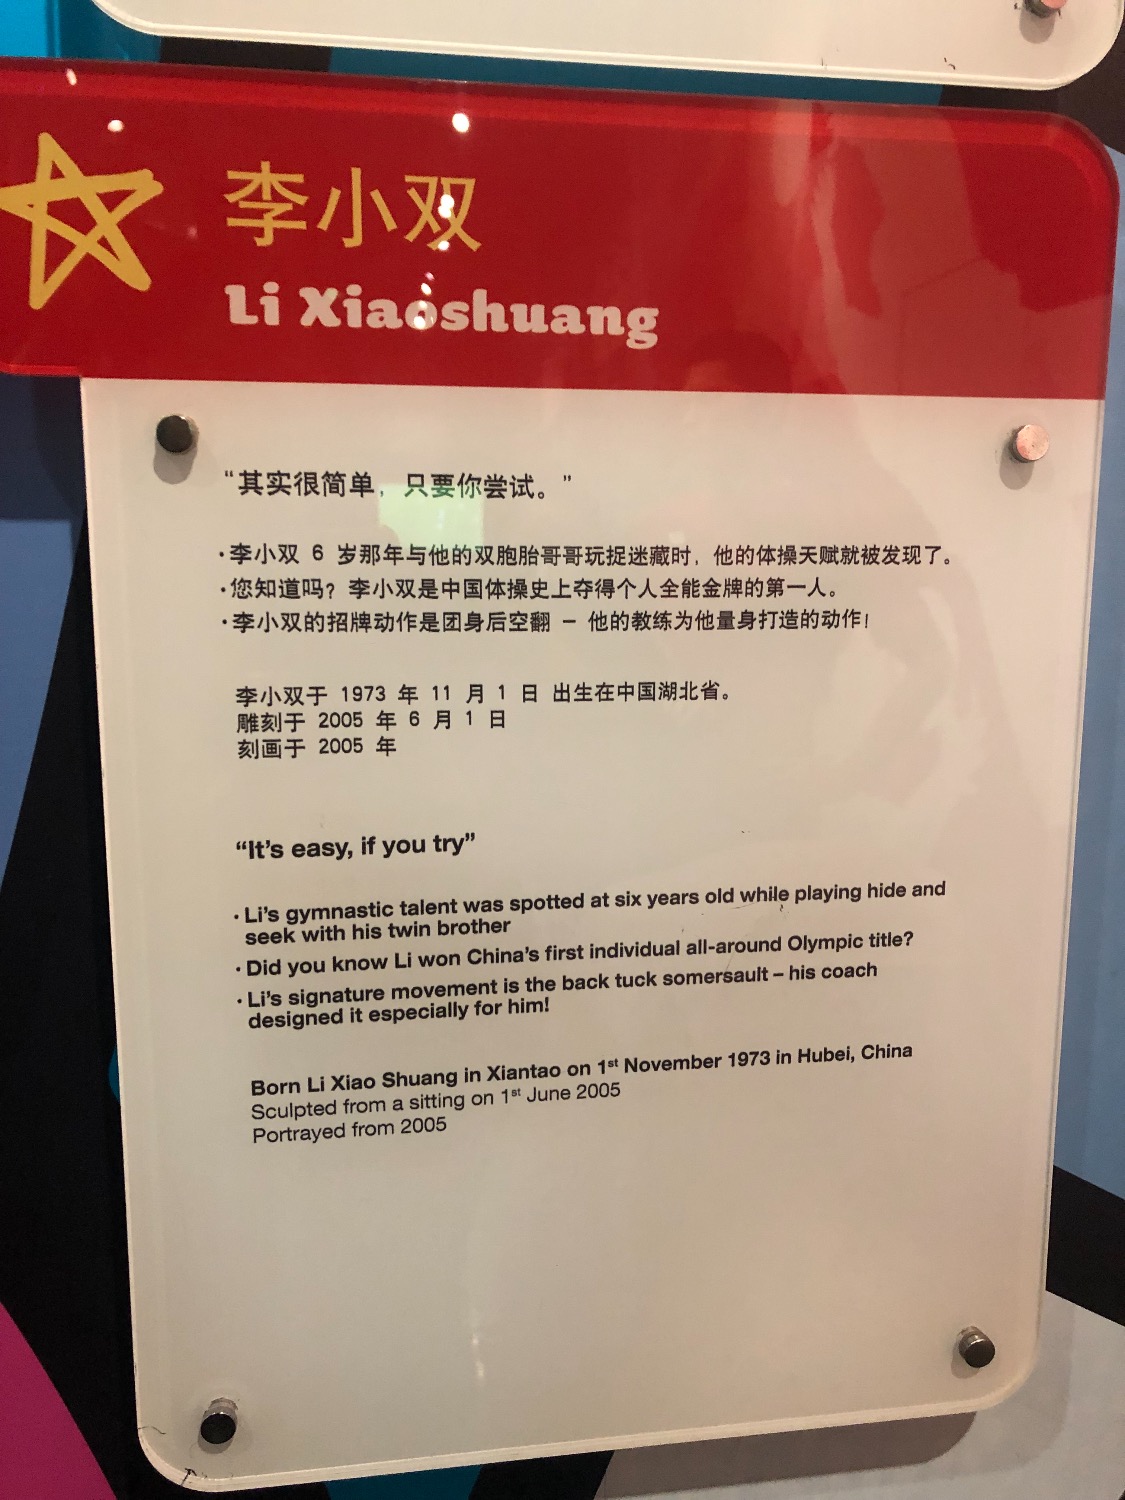 李小双
Li Xiaoshuang
“其实很简单，只要你尝试。”
·李小双 6 岁那年与他的双胞胎哥哥玩捉迷藏时，他的体操天赋就被发现了。
·您知道吗？李小双是中国体操史上夺得个人全能金牌的第一人。
·李小双的招牌动作是团身后空翻 – 他的教练为他量身打造的动作！
李小双于 1973 年 11 月 1 日 出生在中国湖北省。
雕刻于 2005 年 6 月 1 日
刻画于 2005 年
“It’s easy, if you try”
· Li’s gymnastic talent was spotted at six years old while playing hide and
seek with his twin brother
· Did you know Li won China’s first individual all-around Olympic title?
· Li’s signature movement is the back tuck somersault – his coach
designed it especially for him!
Born Li Xiao Shuang in Xiantao on 1st November 1973 in Hubei, China
Sculpted from a sitting on 1st June 2005
Portrayed from 2005